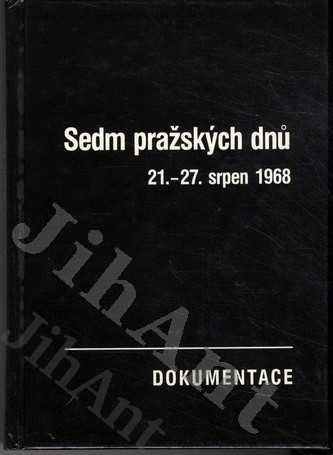 Sedm pražských dnů
21.–27. srpen 1968
JihAnt
JihAnt
DOKUMENTACE